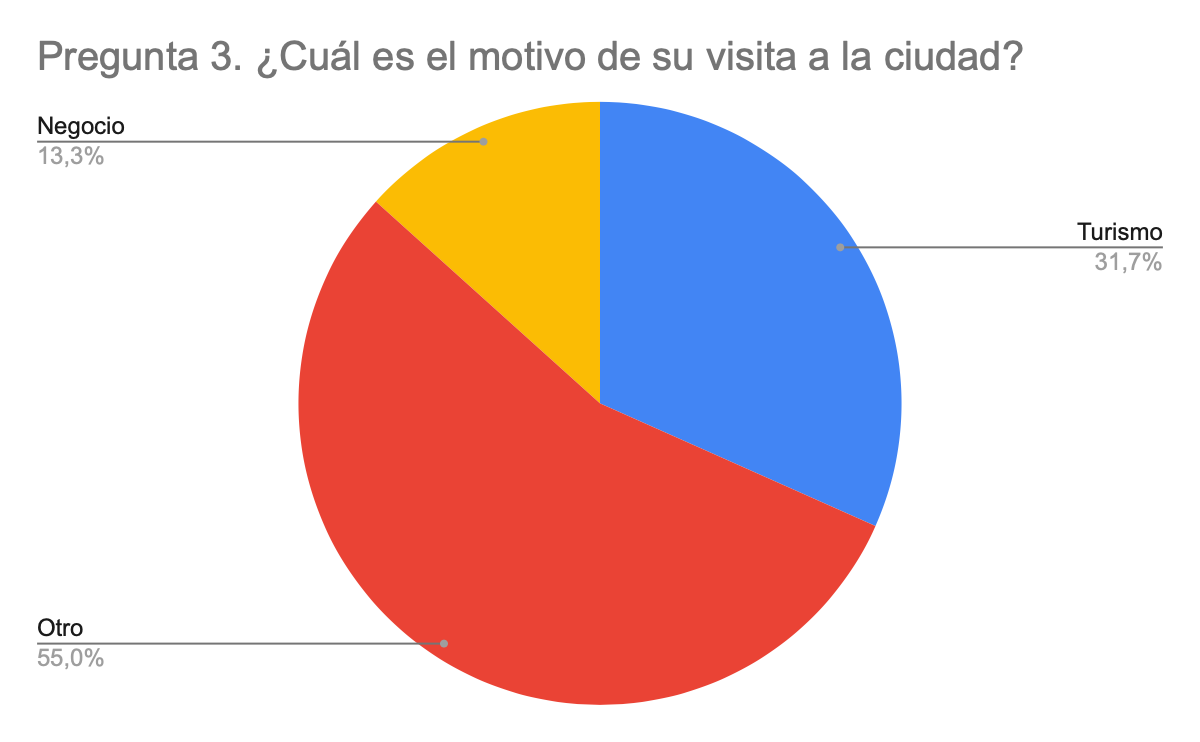 Pregunta 3. ¿Cuál es el motivo de su visita a la ciudad?
Negocio
13,3%
Turismo
31,7%
Otro
55,0%